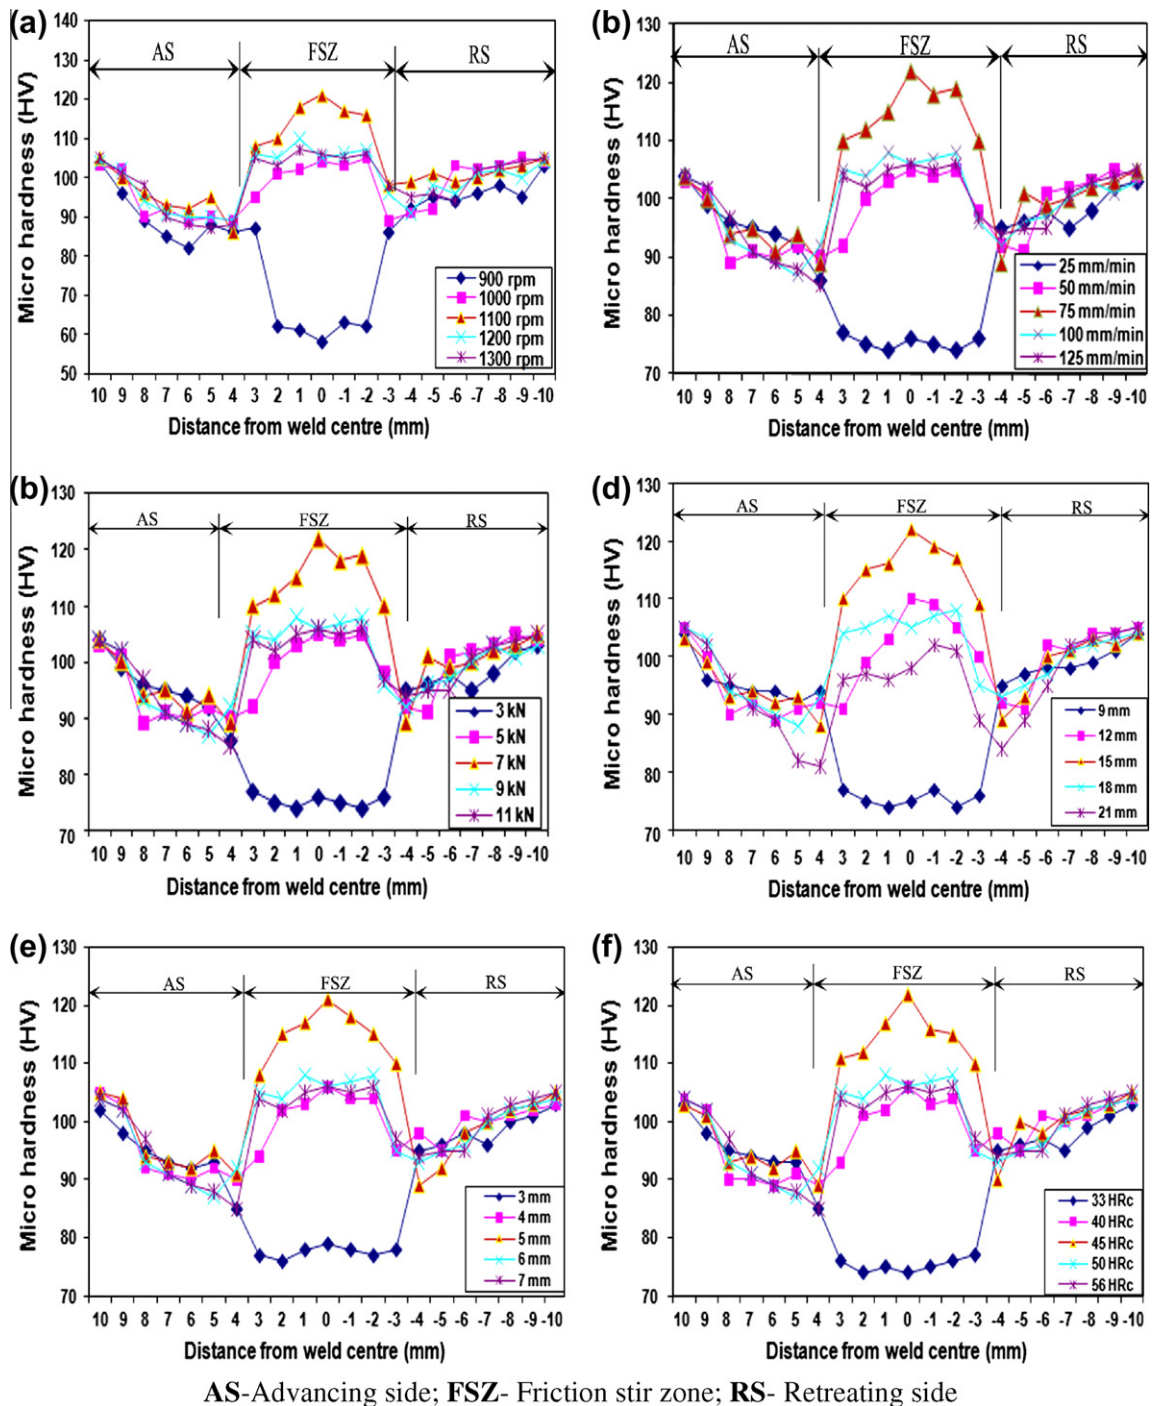 (a)
Micro hardness (HV)
140
130
120
110
100
90
80
70
60
50
AS
FSZ
RS
900 rpm
1000 rpm
1100 rpm
1200 rpm
1300 rpm
10 9 8 7 6 5 4 3 2 1 0 -1 -2 -3 -4 -5 -6 -7 -8 -9 -10
Distance from weld centre (mm)
(b)
Micro hardness (HV)
130
120
110
100
90
80
70
AS
FSZ
RS
25 mm/min
50 mm/min
75 mm/min
100 mm/min
125 mm/min
10 9 8 7 6 5 4 3 2 1 0 -1 -2 -3 -4 -5 -6 -7 -8 -9 -10
Distance from weld centre (mm)
(b)
Micro hardness (HV)
130
120
110
100
90
80
70
AS
FSZ
RS
3 kN
5 kN
7 kN
9 kN
11 kN
10 9 8 7 6 5 4 3 2 1 0 -1 -2 -3 -4 -5 -6 -7 -8 -9 -10
Distance from weld centre (mm)
(d)
Micro hardness (HV)
130
120
110
100
90
80
70
AS
FSZ
RS
9 mm
12 mm
15 mm
18 mm
21 mm
10 9 8 7 6 5 4 3 2 1 0 -1 -2 -3 -4 -5 -6 -7 -8 -9 -10
Distance from weld centre (mm)
(e)
Micro hardness (HV)
130
120
110
100
90
80
70
AS
FSZ
RS
3 mm
4 mm
5 mm
6 mm
7 mm
10 9 8 7 6 5 4 3 2 1 0 -1 -2 -3 -4 -5 -6 -7 -8 -9 -10
Distance from weld centre (mm)
(f)
Micro hardness (HV)
130
120
110
100
90
80
70
AS
FSZ
RS
33 HRc
40 HRc
45 HRc
50 HRc
56 HRc
10 9 8 7 6 5 4 3 2 1 0 -1 -2 -3 -4 -5 -6 -7 -8 -9 -10
Distance from weld centre (mm)
AS-Advancing side; FSZ- Friction stir zone; RS- Retreating side